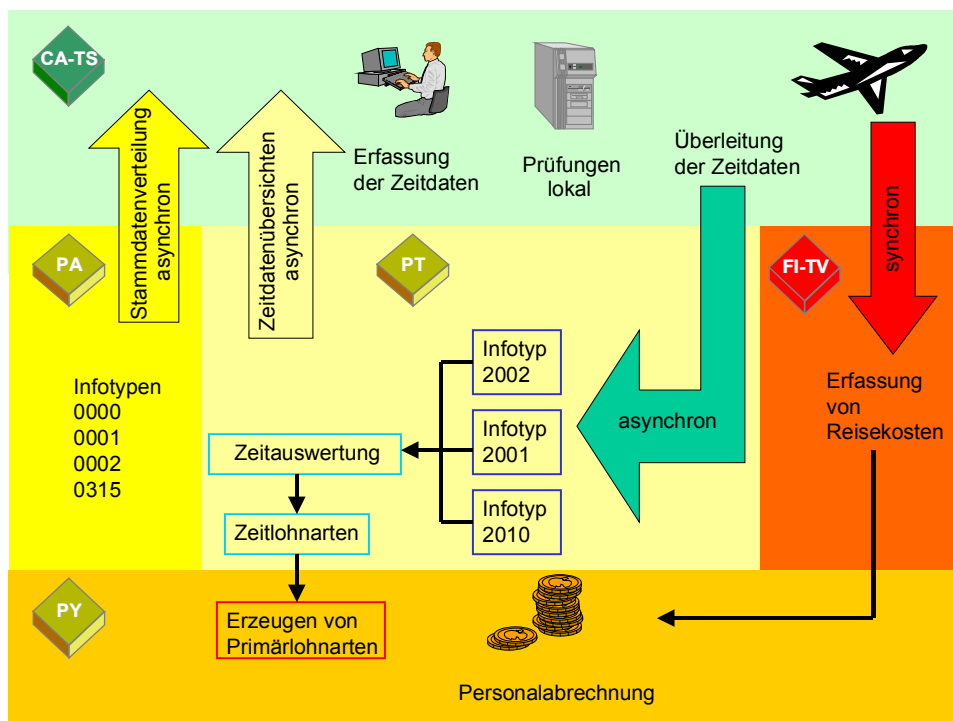 CA-TS
Stammdatenverteilung
asynchron
Zeitdatenübersichten
asynchron
Erfassung
der Zeitdaten
Prüfungen
lokal
Überleitung
der Zeitdaten
synchron
PA
PT
FI-TV
Infotypen
0000
0001
0002
0315
Infotyp
2002
Infotyp
2001
Infotyp
2010
asynchron
Erfassung
von
Reisekosten
Zeitauswertung
Zeitlohnarten
PY
Erzeugen von
Primärlohnarten
Personalabrechnung